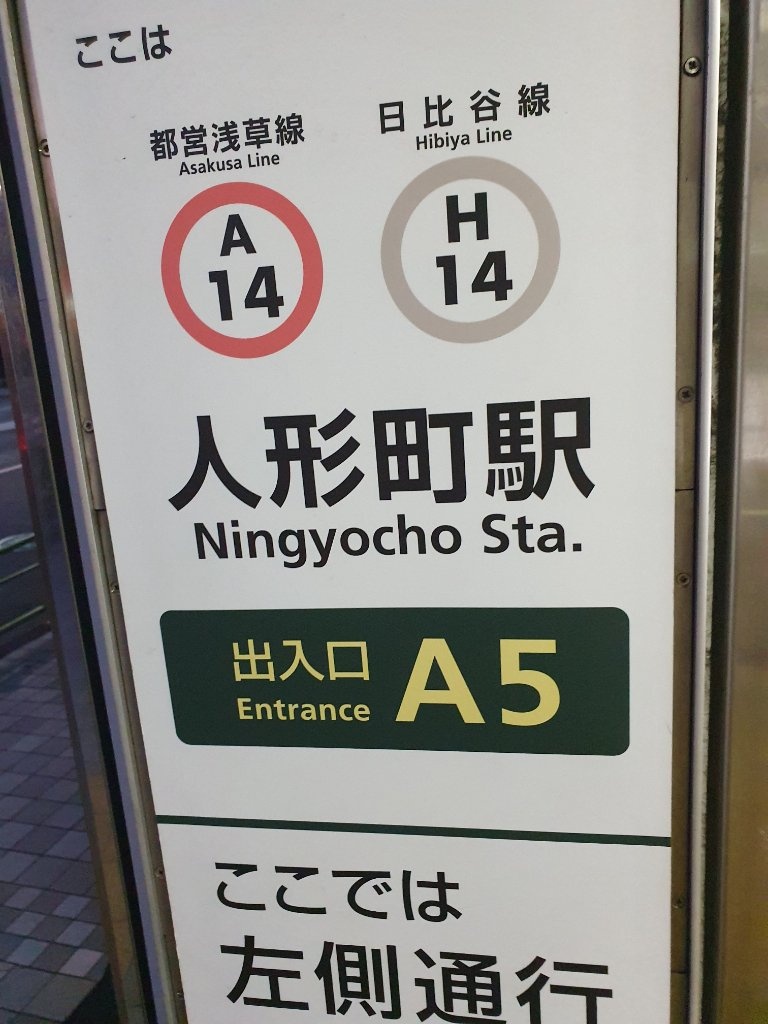 ここは
都営浅草線
Asakusa Line
A
14
日比谷線
Hibiya Line
H
14
人形町駅
Ningyocho Sta.
出入口
Entrance
A5
ここでは
左側通行